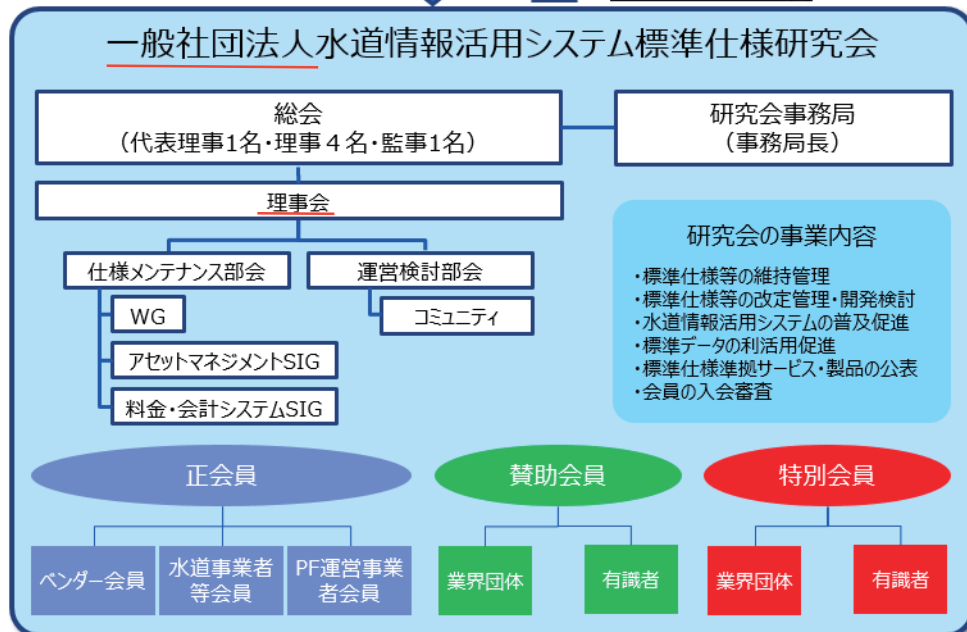 一般社団法人水道情報活用システム標準仕様研究会
総会
(代表理事1名・理事4名・監事1名)
研究会事務局
(事務局長)
理事会
仕様メンテナンス部会
運営検討部会
WG
コミュニティ
アセットマネジメントSIG
料金・会計システムSIG
研究会の事業内容
・標準仕様等の維持管理
・標準仕様等の改定管理・開発検討
・水道情報活用システムの普及促進
・標準データの利活用促進
・標準仕様準拠サービス・製品の公表
・会員の入会審査
正会員
賛助会員
特別会員
ベンダー会員
水道事業者
等会員
PF運営事業
者会員
業界団体
有識者
業界団体
有識者